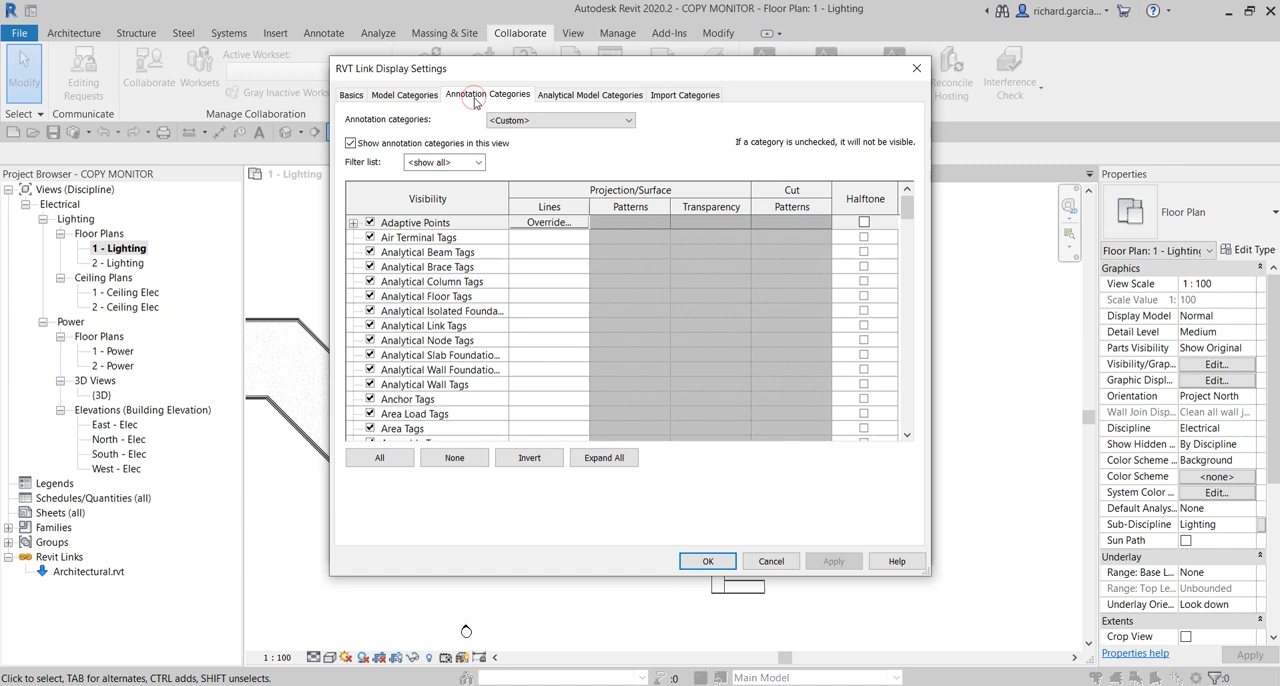 Autodesk Revit 2020.2 - COPY MONITOR - Floor Plan: 1 - Lighting
richard.garcia...
File Architecture Structure Steel Systems Insert Annotate Analyze Massing & Site Collaborate View Manage Add-Ins Modify
Modify
Editing
Requests
Collaborate
Worksets
Active Workset:
Gray Inactive Works
Reconcile
Hosting
Interference
Check
Select
Communicate
Manage Collaboration
RVT Link Display Settings
Basics Model Categories Annotation Categories Analytical Model Categories Import Categories
Annotation categories: <Custom>
Show annotation categories in this view
If a category is unchecked, it will not be visible.
Filter list: <show all>
Visibility
Projection/Surface
Cut
Halftone
Lines Patterns Transparency Patterns
Adaptive Points Override...
Air Terminal Tags
Analytical Beam Tags
Analytical Brace Tags
Analytical Column Tags
Analytical Floor Tags
Analytical Isolated Founda...
Analytical Link Tags
Analytical Node Tags
Analytical Slab Foundatio...
Analytical Wall Foundatio...
Analytical Wall Tags
Anchor Tags
Area Load Tags
Area Tags
All None Invert Expand All
OK Cancel Apply Help
Project Browser - COPY MONITOR
Views (Discipline)
Electrical
Lighting
Floor Plans
1 - Lighting
2 - Lighting
Ceiling Plans
1 - Ceiling Elec
2 - Ceiling Elec
Power
Floor Plans
1 - Power
2 - Power
3D Views
{3D}
Elevations (Building Elevation)
East - Elec
North - Elec
South - Elec
West - Elec
Legends
Schedules/Quantities (all)
Sheets (all)
Families
Groups
Revit Links
Architectural.rvt
1 - Lighting
Properties
Floor Plan
Floor Plan: 1 - Lighting Edit Type
Graphics
View Scale 1 : 100
Scale Value 1: 100
Display Model Normal
Detail Level Medium
Parts Visibility Show Original
Visibility/Grap... Edit...
Graphic Displ... Edit...
Orientation Project North
Wall Join Disp... Clean all wall j...
Discipline Electrical
Show Hidden ... By Discipline
Color Scheme ... Background
Color Scheme <none>
System Color ... Edit...
Default Analys... None
Sub-Discipline Lighting
Sun Path
Underlay
Range: Base L... None
Range: Top Le... Unbounded
Underlay Orie... Look down
Extents
Crop View
Properties help
Apply
1 : 100
Click to select, TAB for alternates, CTRL adds, SHIFT unselects.
:0
Main Model
:0